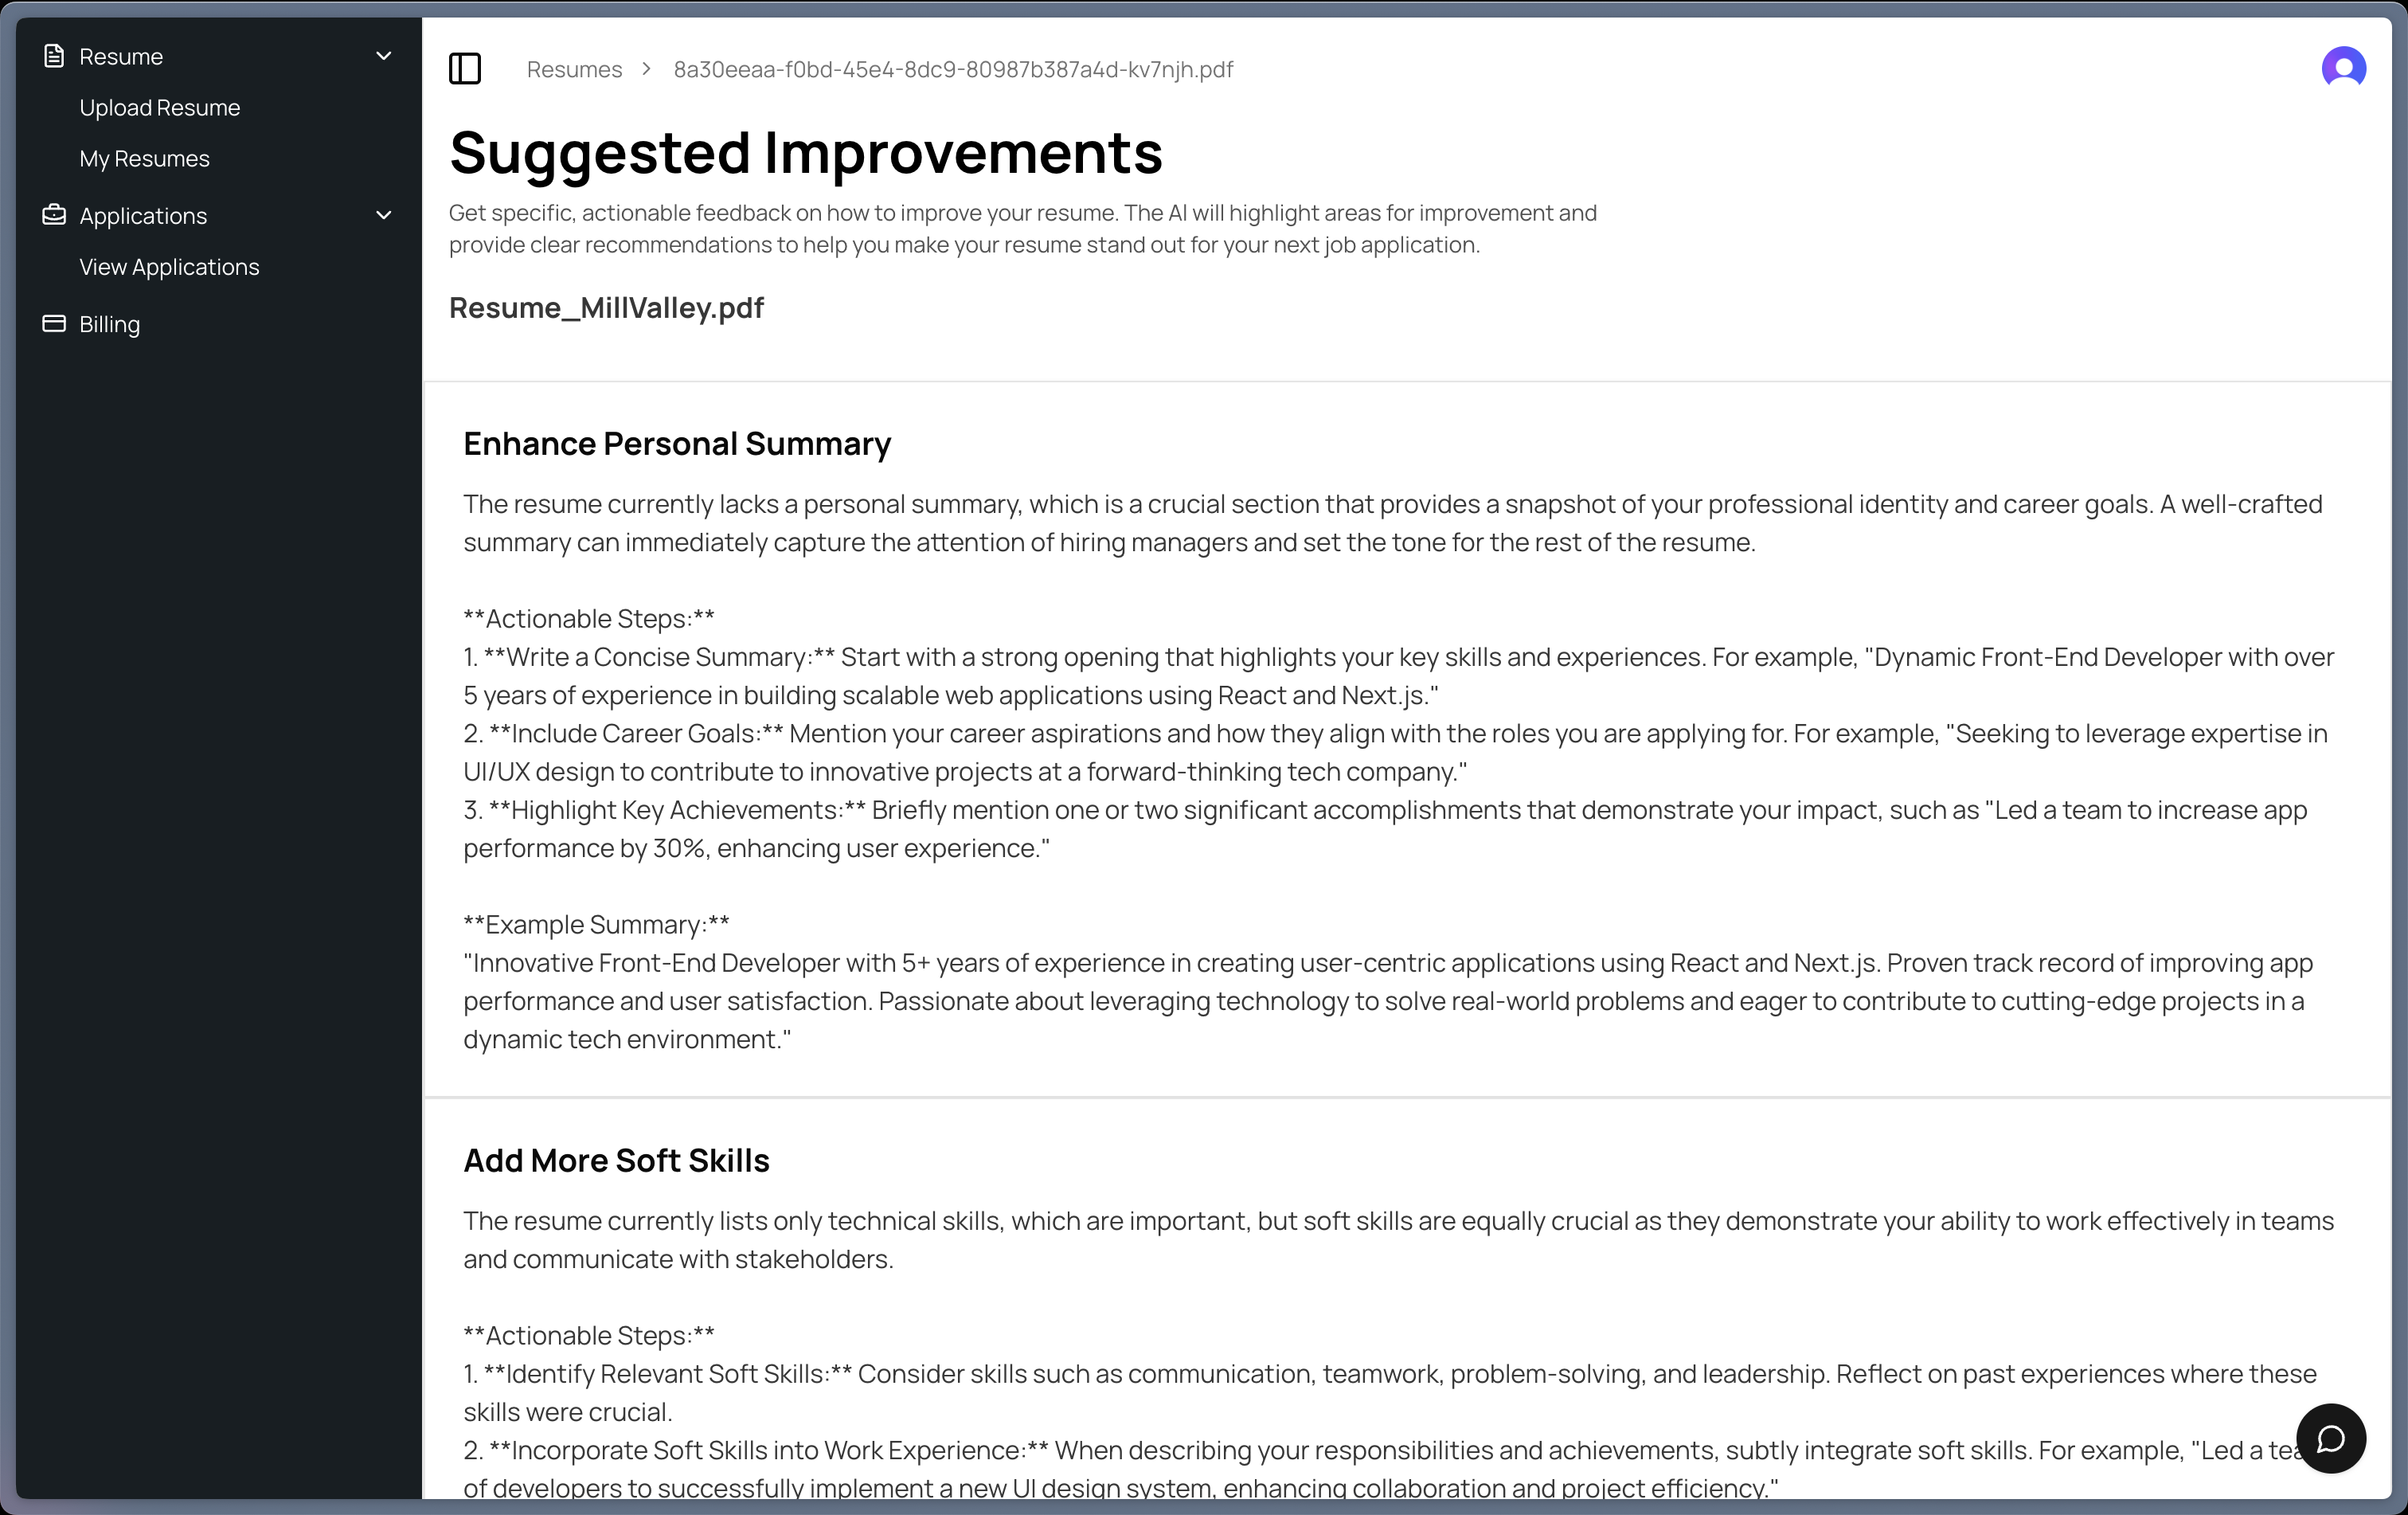 Resume
Upload Resume
My Resumes
Applications
View Applications
Billing
Resumes > 8a30eeaa-f0bd-45e4-8dc9-80987b387a4d-kv7njh.pdf
Suggested Improvements
Get specific, actionable feedback on how to improve your resume. The AI will highlight areas for improvement and
provide clear recommendations to help you make your resume stand out for your next job application.
Resume_MillValley.pdf
Enhance Personal Summary
The resume currently lacks a personal summary, which is a crucial section that provides a snapshot of your professional identity and career goals. A well-crafted
summary can immediately capture the attention of hiring managers and set the tone for the rest of the resume.
**Actionable Steps:**
1. **Write a Concise Summary:** Start with a strong opening that highlights your key skills and experiences. For example, "Dynamic Front-End Developer with over
5 years of experience in building scalable web applications using React and Next.js."
2. **Include Career Goals:** Mention your career aspirations and how they align with the roles you are applying for. For example, "Seeking to leverage expertise in
UI/UX design to contribute to innovative projects at a forward-thinking tech company."
3. **Highlight Key Achievements:** Briefly mention one or two significant accomplishments that demonstrate your impact, such as "Led a team to increase app
performance by 30%, enhancing user experience."
**Example Summary:**
"Innovative Front-End Developer with 5+ years of experience in creating user-centric applications using React and Next.js. Proven track record of improving app
performance and user satisfaction. Passionate about leveraging technology to solve real-world problems and eager to contribute to cutting-edge projects in a
dynamic tech environment."
Add More Soft Skills
The resume currently lists only technical skills, which are important, but soft skills are equally crucial as they demonstrate your ability to work effectively in teams
and communicate with stakeholders.
**Actionable Steps:**
1. **Identify Relevant Soft Skills:** Consider skills such as communication, teamwork, problem-solving, and leadership. Reflect on past experiences where these
skills were crucial.
2. **Incorporate Soft Skills into Work Experience:** When describing your responsibilities and achievements, subtly integrate soft skills. For example, "Led a
of developers to successfully implement a new UI design system, enhancing collaboration and project efficiency."